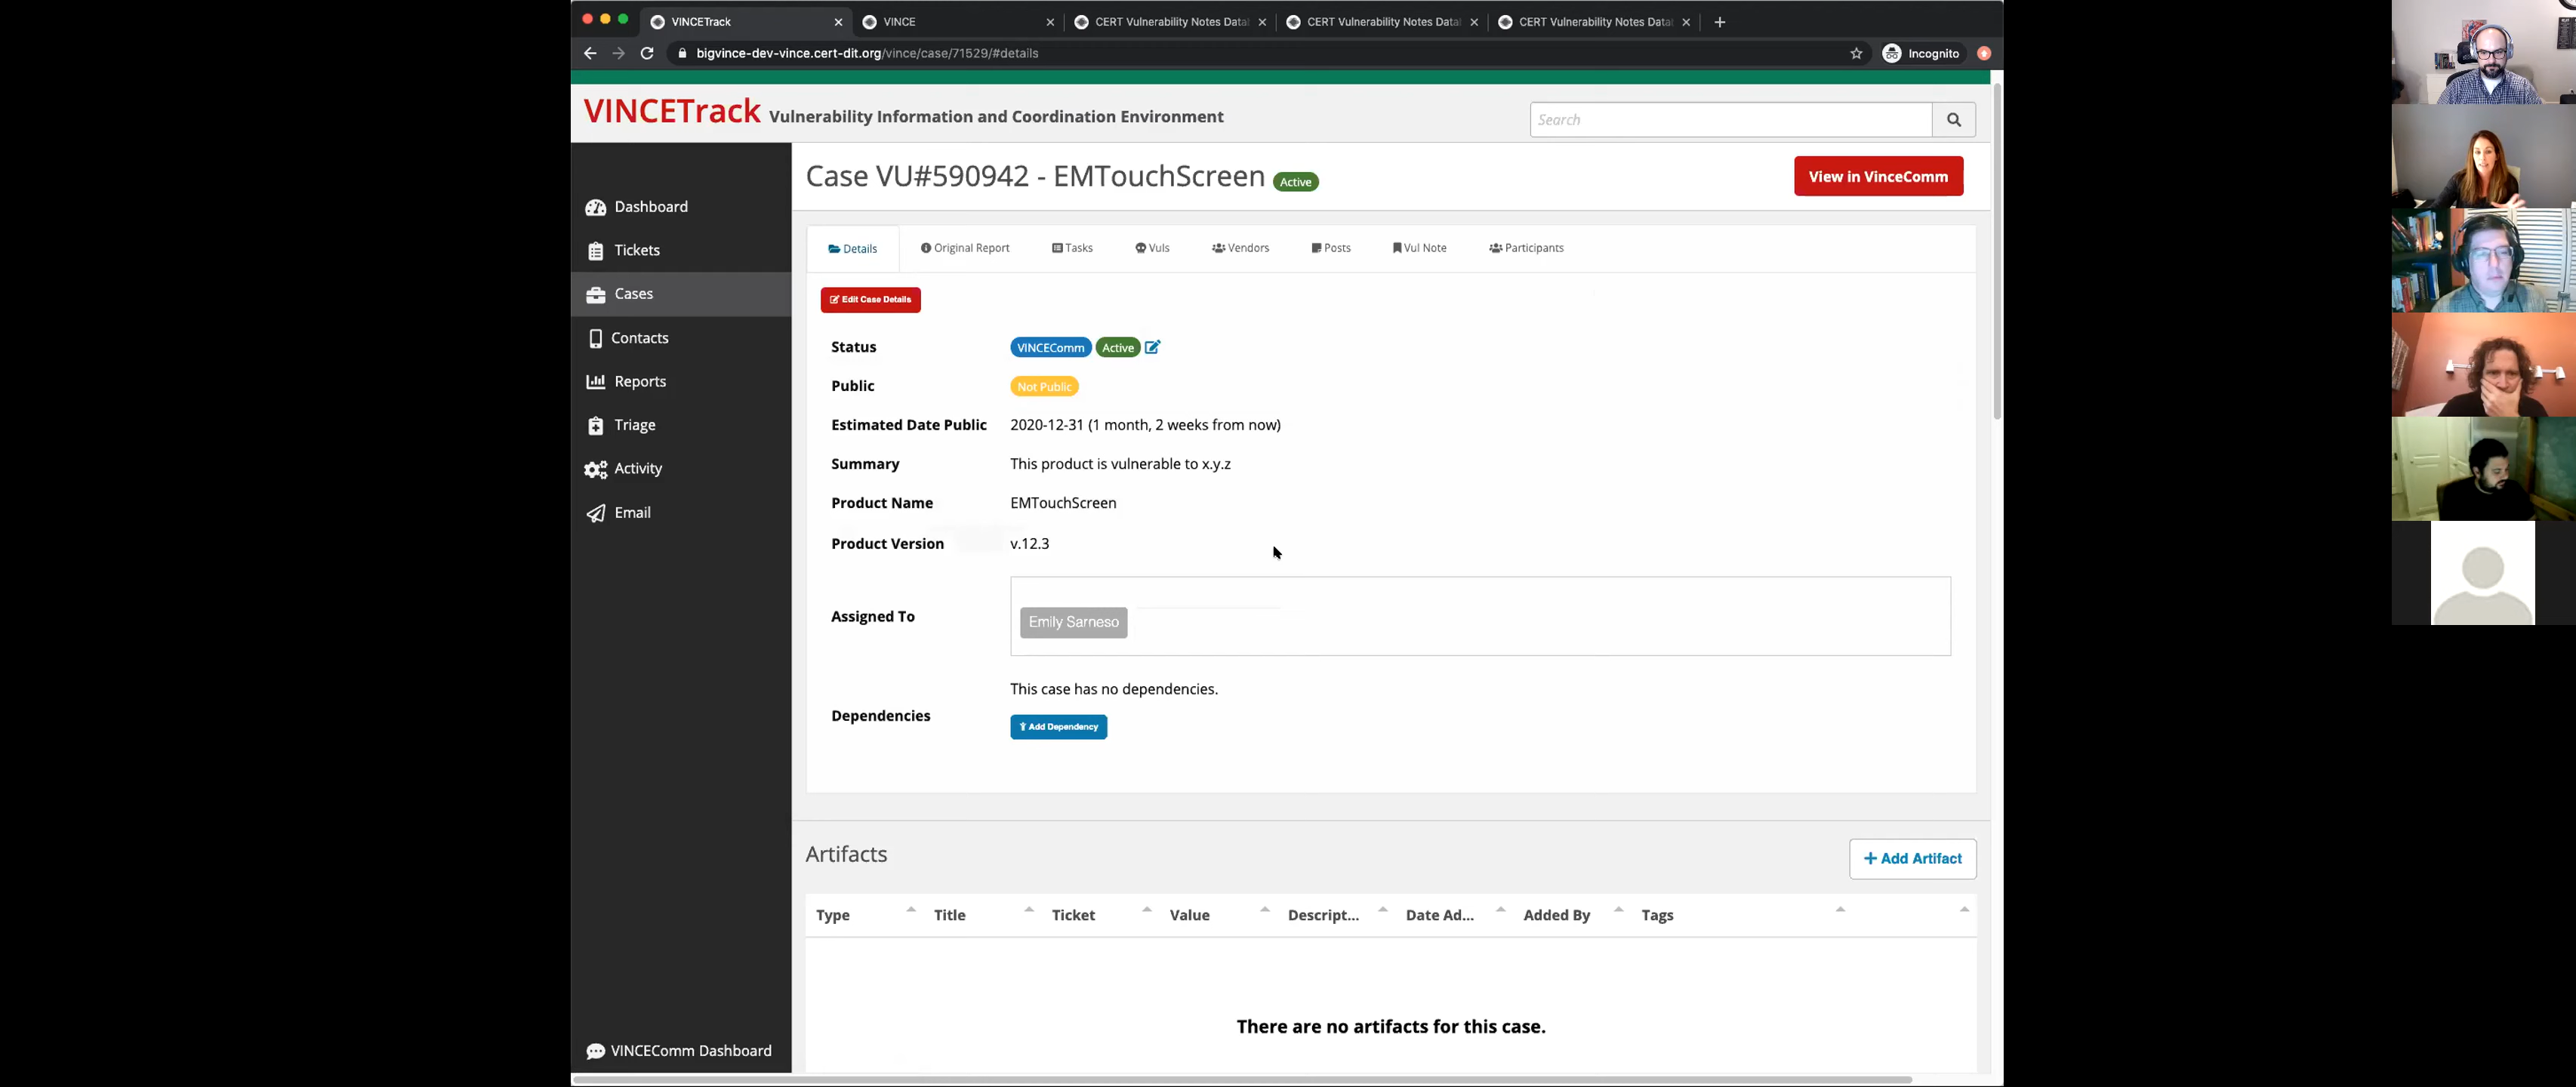 VINCETrack
VINCE
CERT Vulnerability Notes Data
CERT Vulnerability Notes Data
CERT Vulnerability Notes Data
bigvince-dev-vince.cert-dit.org/vince/case/71529/#details
Incognito
VINCETrack Vulnerability Information and Coordination Environment
Search
Dashboard
Tickets
Cases
Contacts
Reports
Triage
Activity
Email
VINCEComm Dashboard
Case VU#590942 - EMTouchScreen Active
View in VinceComm
Details Original Report Tasks Vuls Vendors Posts Vul Note Participants
Edit Case Details
Status VINCEComm Active
Public Not Public
Estimated Date Public 2020-12-31 (1 month, 2 weeks from now)
Summary This product is vulnerable to x.y.z
Product Name EMTouchScreen
Product Version v.12.3
Assigned To Emily Sarneso
This case has no dependencies.
Dependencies
Add Dependency
Artifacts
Add Artifact
Type Title Ticket Value Descript... Date Ad... Added By Tags
There are no artifacts for this case.